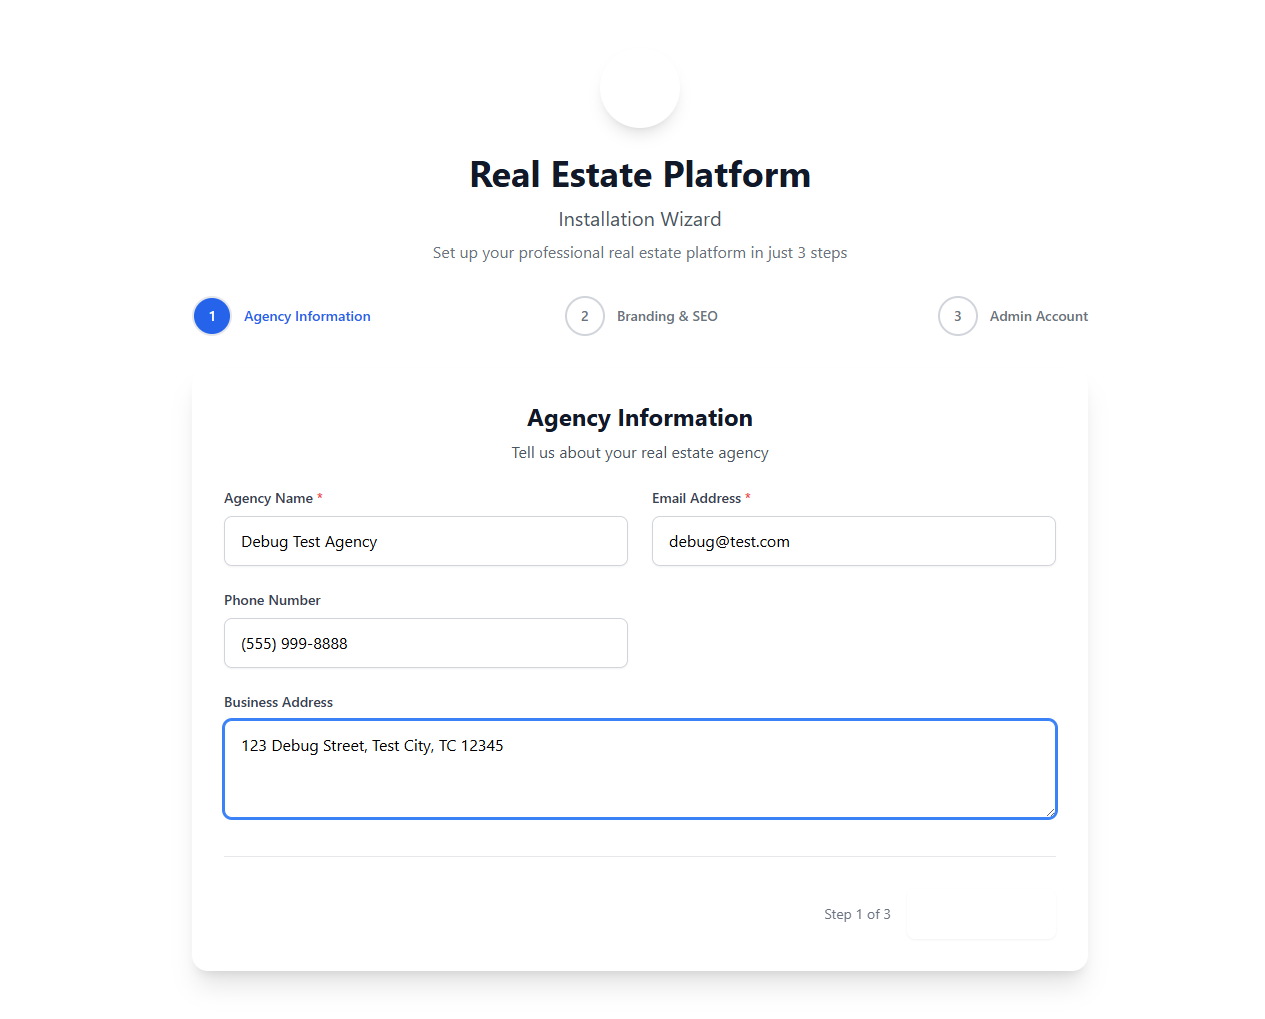 Real Estate Platform
Installation Wizard
Set up your professional real estate platform in just 3 steps
1 Agency Information 2 Branding & SEO 3 Admin Account
Agency Information
Tell us about your real estate agency
Agency Name * Email Address *
Debug Test Agency debug@test.com
Phone Number
(555) 999-8888
Business Address
123 Debug Street, Test City, TC 12345
Step 1 of 3